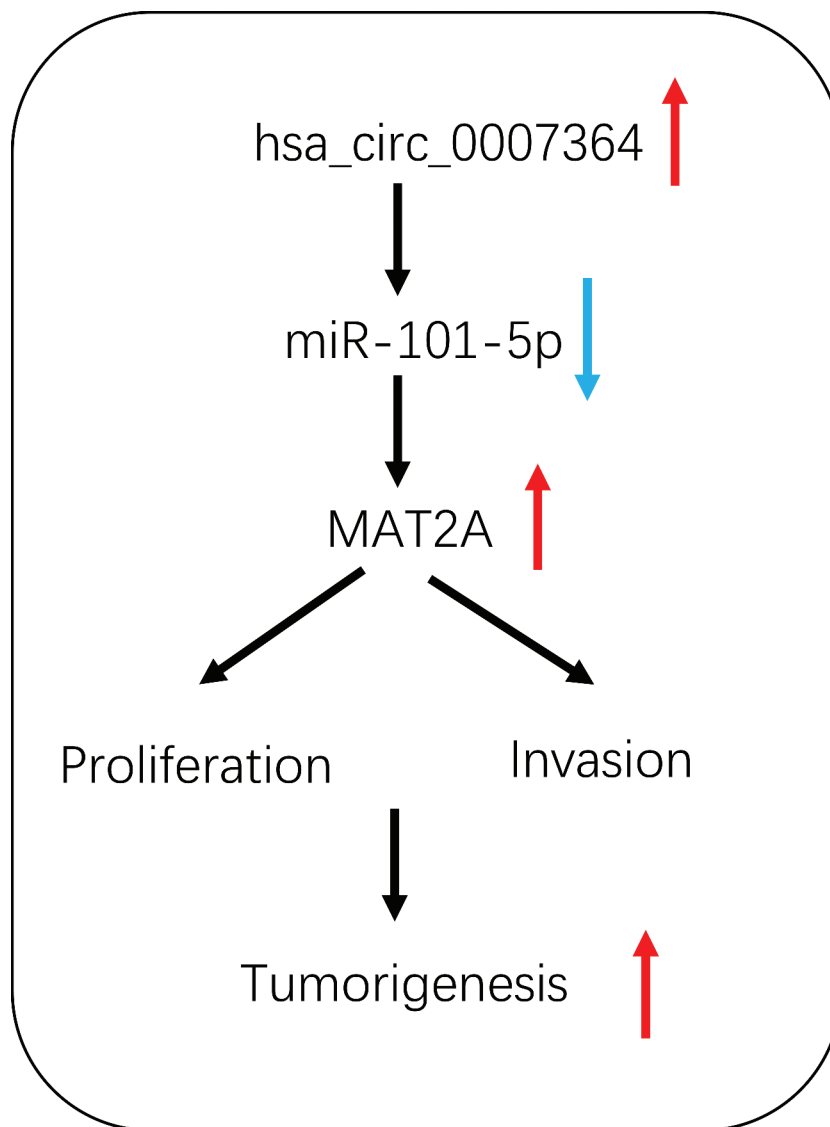 hsa_circ_0007364
miR-101-5p
MAT2A
Proliferation
Invasion
Tumorigenesis